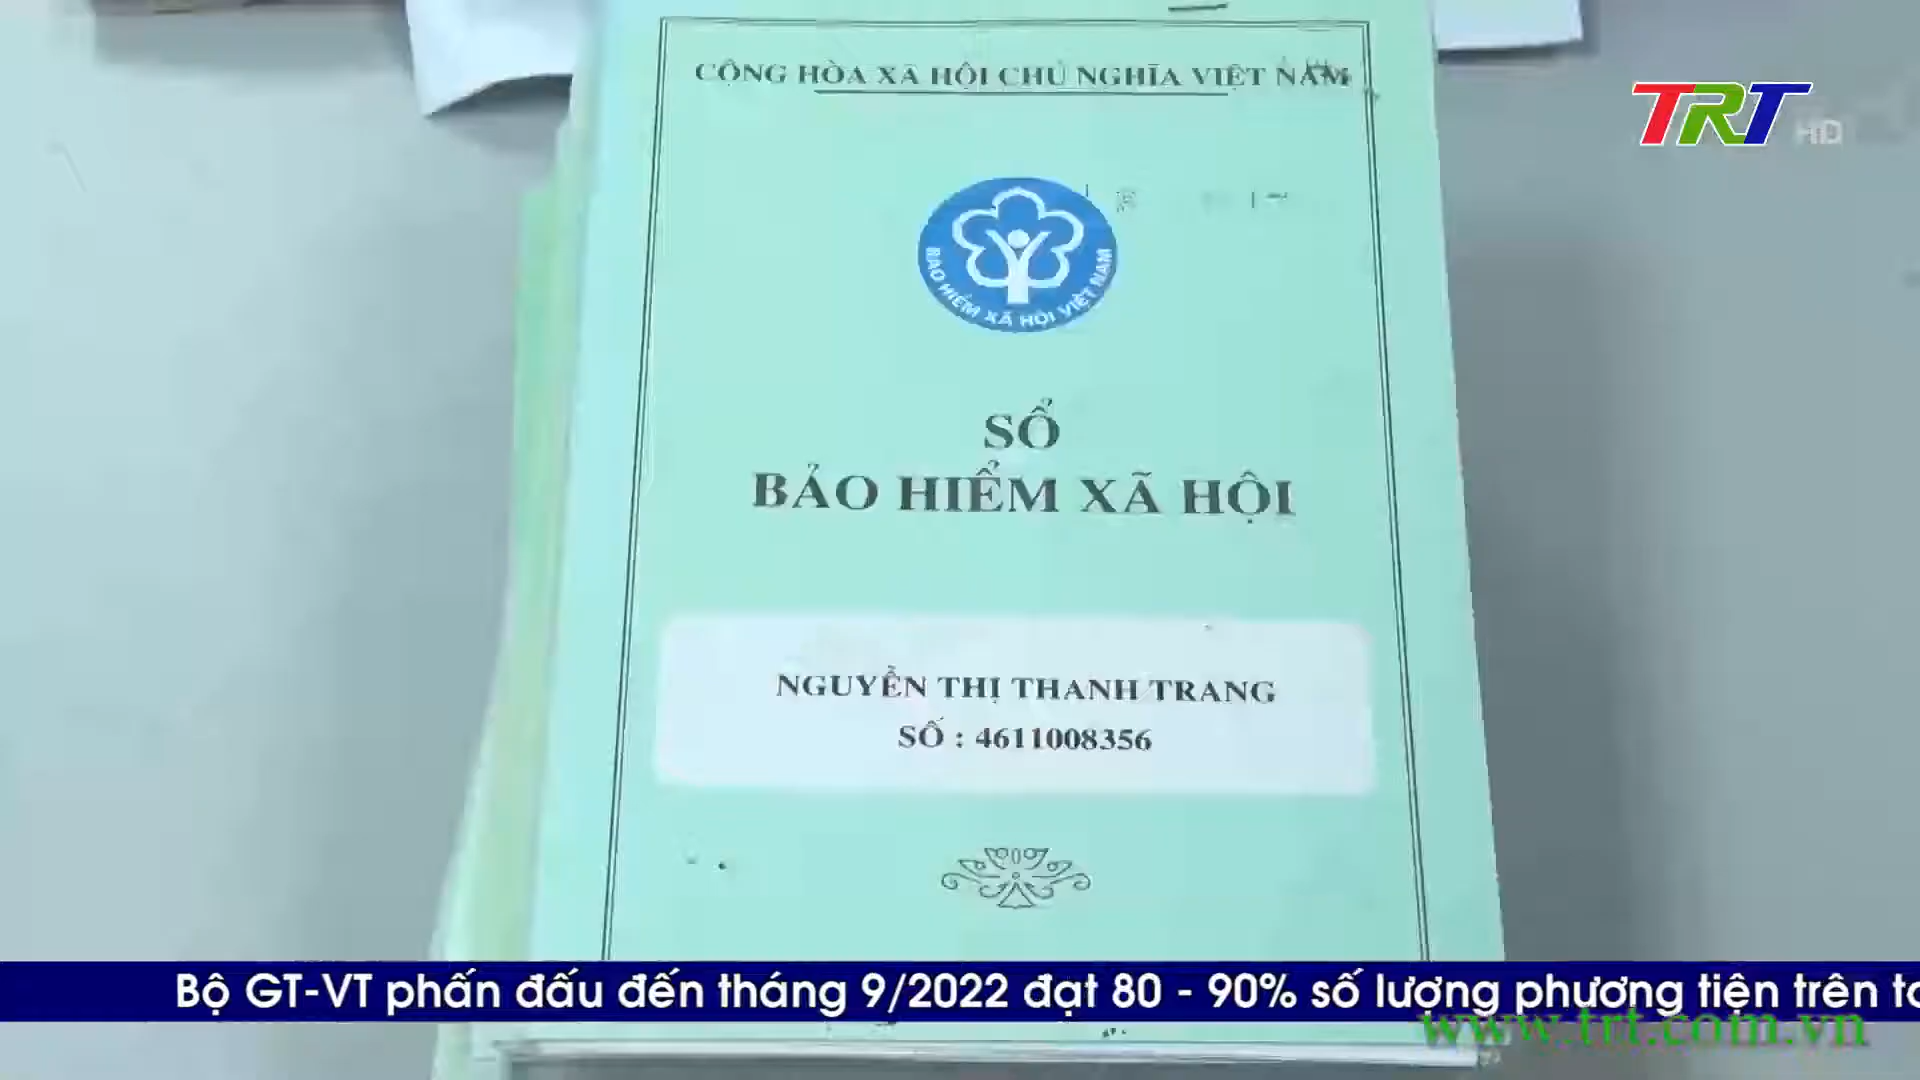 CỘNG HÒA XÃ HỘI CHỦ NGHĨA VIỆT NAM
TRT HD
BẢO HIỂM XÃ HỘI VIỆT NAM
SỔ
BẢO HIỂM XÃ HỘI
NGUYỄN THỊ THANH TRANG
SỐ : 4611008356
Bộ GT-VT phấn đấu đến tháng 9/2022 đạt 80 - 90% số lượng phương tiện trên
www.trt.com.vn